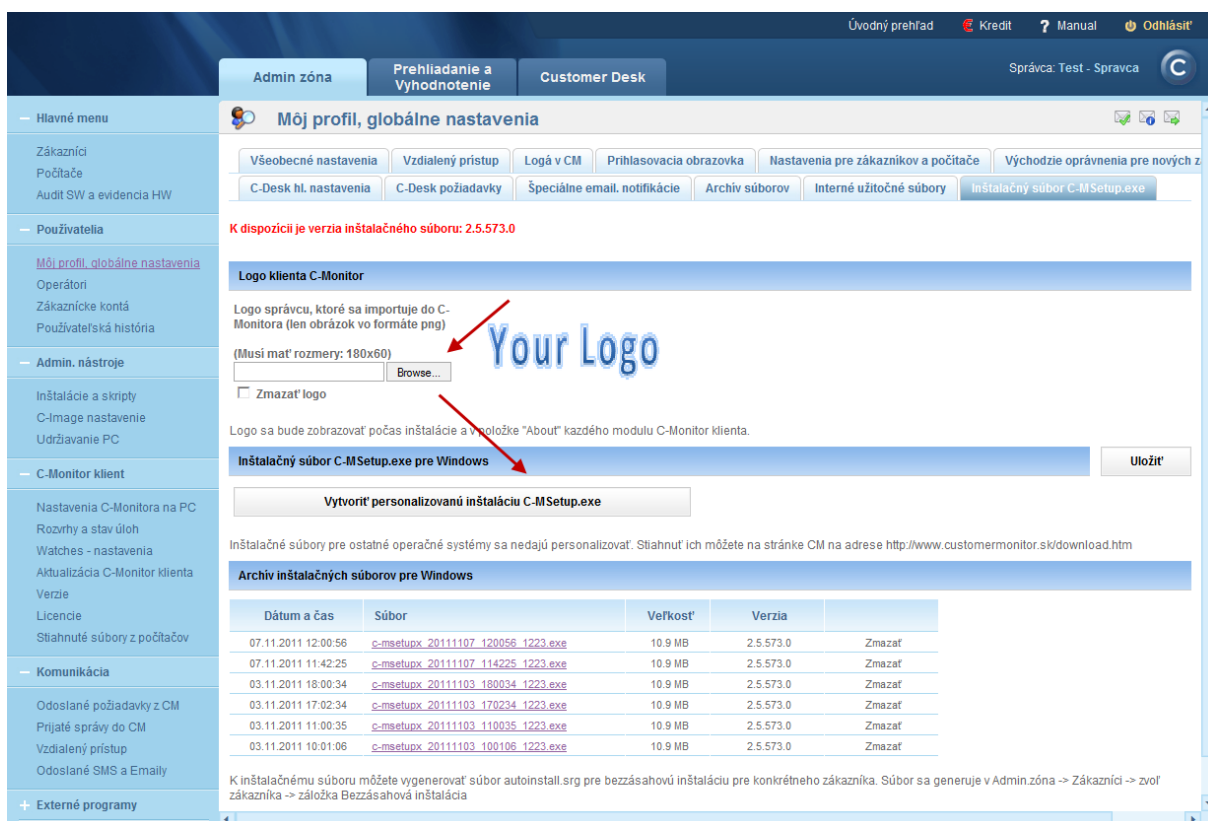 Úvodný prehľad
€ Kredit
? Manual
Odhlásiť
Admin zóna
Prehliadanie a
Vyhodnotenie
Customer Desk
Správca: Test - Spravca
C
Hlavné menu
Zákazníci
Počítače
Audit SW a evidencia HW
Používatelia
Môj profil, globálne nastavenia
Operátori
Zákaznícke kontá
Používateľská história
Admin. nástroje
Inštalácie a skripty
C-Image nastavenie
Udržiavanie PC
C-Monitor klient
Nastavenia C-Monitora na PC
Rozvrhy a stav úloh
Watches - nastavenia
Aktualizácia C-Monitor klienta
Verzie
Licencie
Stiahnuté súbory z počítačov
Komunikácia
Odoslané požiadavky z CM
Prijaté správy do CM
Vzdialený prístup
Odoslané SMS a Emaily
Externé programy
Môj profil, globálne nastavenia
Všeobecné nastavenia
Vzdialený prístup
Logá v CM
Prihlasovacia obrazovka
Nastavenia pre zákazníkov a počítače
Východzie oprávnenia pre nových z
C-Desk hl. nastavenia
C-Desk požiadavky
Špeciálne email. notifikácie
Archív súborov
Interné užitočné súbory
Inštalačný súbor C-MSetup.exe
K dispozícii je verzia inštalačného súboru: 2.5.573.0
Logo klienta C-Monitor
Logo správcu, ktoré sa importuje do C-
Monitora (len obrázok vo formáte png)
(Musí mať rozmery: 180x60)
Browse...
Zmazať logo
Your Logo
Logo sa bude zobrazovať počas inštalácie a v položke "About" kazdého modulu C-Monitor klienta.
Inštalačný súbor C-MSetup.exe pre Windows
Uložiť
Vytvoriť personalizovanú inštaláciu C-MSetup.exe
Inštalačné súbory pre ostatné operačné systémy sa nedajú personalizovať. Stiahnuť ich môžete na stránke CM na adrese http://www.customermonitor.sk/download.htm
Archív inštalačných súborov pre Windows
Dátum a čas Súbor Veľkosť Verzia
07.11.2011 12:00:56 c-msetupx_20111107_120056_1223.exe 10.9 MB 2.5.573.0 Zmazať
07.11.2011 11:42:25 c-msetupx_20111107_114225_1223.exe 10.9 MB 2.5.573.0 Zmazať
03.11.2011 18:00:34 c-msetupx_20111103_180034_1223.exe 10.9 MB 2.5.573.0 Zmazať
03.11.2011 17:02:34 c-msetupx_20111103_170234_1223.exe 10.9 MB 2.5.573.0 Zmazať
03.11.2011 11:00:35 c-msetupx_20111103_110035_1223.exe 10.9 MB 2.5.573.0 Zmazať
03.11.2011 10:01:06 c-msetupx_20111103_100106_1223.exe 10.9 MB 2.5.573.0 Zmazať
K inštalačnému súboru môžete vygenerovať súbor autoinstall.srg pre bezzásahovú inštaláciu pre konkrétneho zákazníka. Súbor sa generuje v Admin.zóna -> Zákazníci -> zvoľ
zákazníka -> záložka Bezzásahová inštalácia